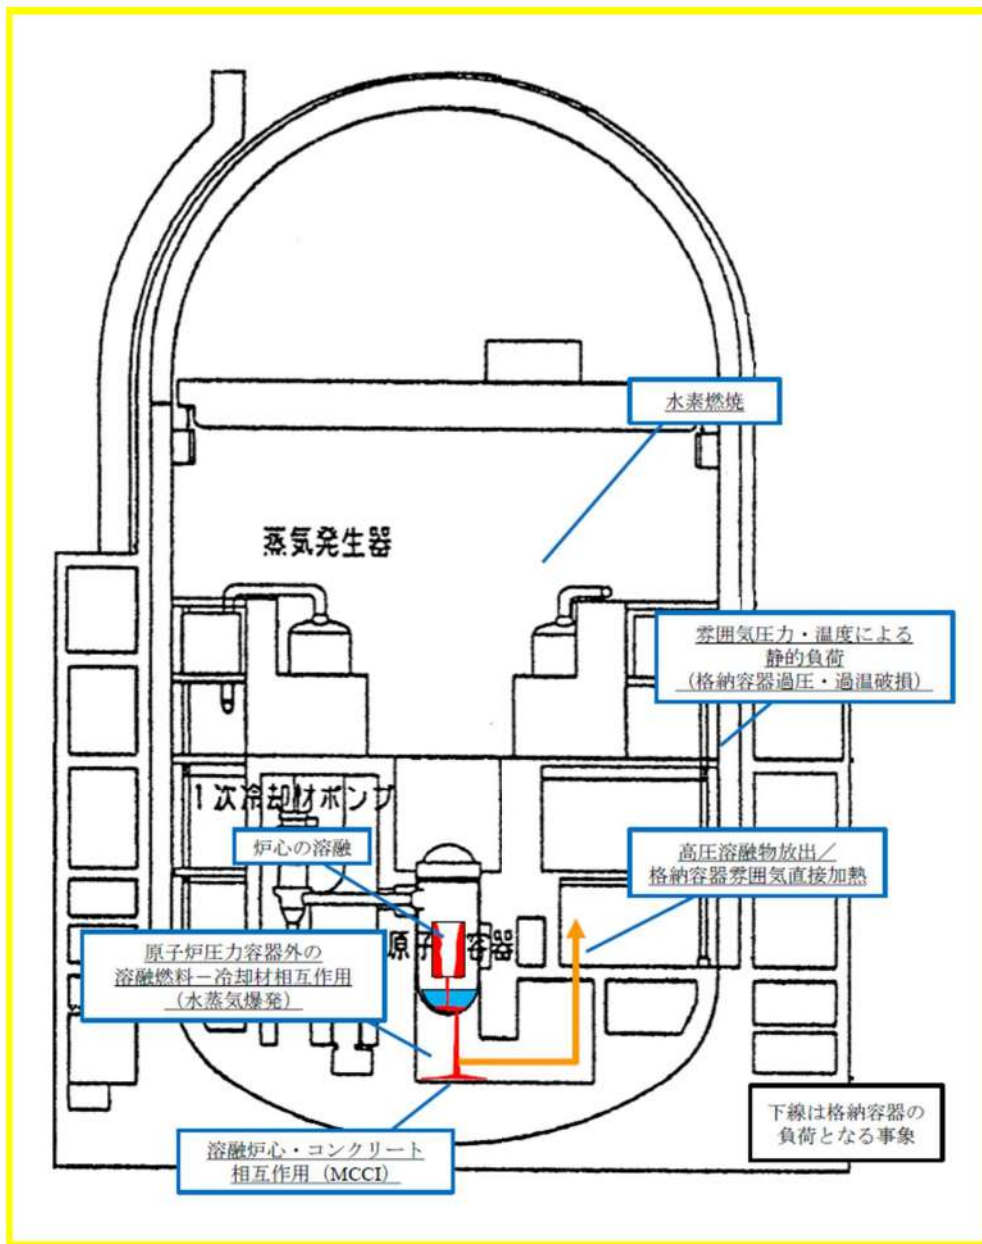 水素燃焼
蒸気発生器
雰囲気圧力・温度による
静的負荷
(格納容器過圧・過温破損)
1次冷却材ポンプ
炉心の溶融
高圧溶融物放出/
格納容器雰囲気直接加熱
原子 容器
原子炉圧力容器外の
溶融燃料－冷却材相互作用
(水蒸気爆発)
下線は格納容器の
負荷となる事象
溶融炉心・コンクリート
相互作用(MCCI)